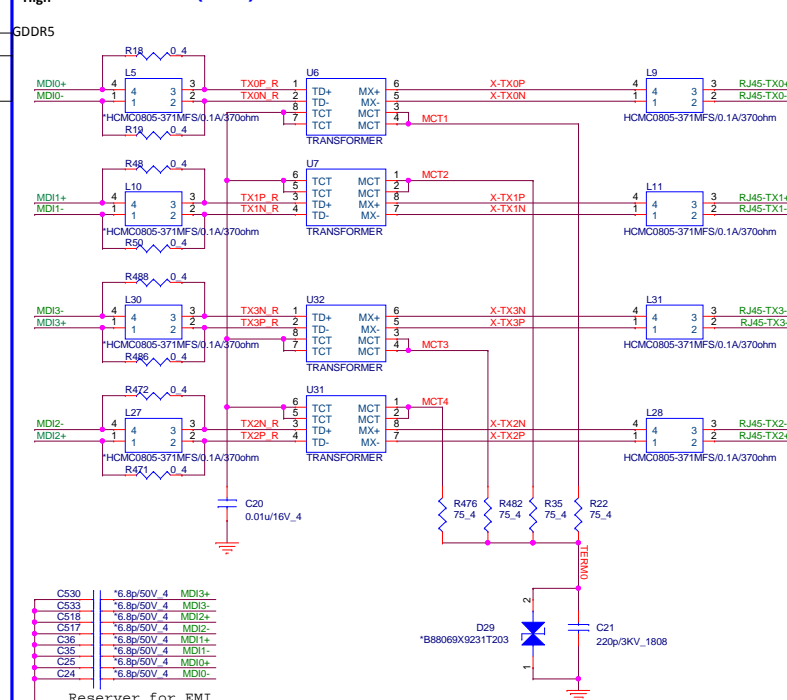 High
GDDR5
R18 0_4
L5 U6 L9
MDI0+ 4 4 3 3 TX0P_R 1 TD+ MX+ 6 X-TX0P 4 4 3 3 RJ45-TX0+
MDI0- 1 1 2 2 TX0N_R 2 TD- MX- 5 X-TX0N 1 1 2 2 RJ45-TX0-
8 TCT MCT 3
7 TCT MCT 4 MCT1
*HCMC0805-371MFS/0.1A/370ohm HCMC0805-371MFS/0.1A/370ohm
R19 0_4
TRANSFORMER
R48 0_4
U7
6 TCT MCT 1 MCT2
L10 5 TCT MCT 2 L11
MDI1+ 4 4 3 3 TX1P_R 3 TD+ MX+ 8 X-TX1P 4 4 3 3 RJ45-TX1+
MDI1- 1 1 2 2 TX1N_R 4 TD- MX- 7 X-TX1N 1 1 2 2 RJ45-TX1-
*HCMC0805-371MFS/0.1A/370ohm TRANSFORMER HCMC0805-371MFS/0.1A/370ohm
R50 0_4
R488 0_4
L30 U32 L31
MDI3- 4 4 3 3 TX3N_R 1 TD+ MX+ 6 X-TX3N 4 4 3 3 RJ45-TX3-
MDI3+ 1 1 2 2 TX3P_R 2 TD- MX- 5 X-TX3P 1 1 2 2 RJ45-TX3
8 TCT MCT 3
7 TCT MCT 4 MCT3
*HCMC0805-371MFS/0.1A/370ohm HCMC0805-371MFS/0.1A/370ohm
R486 0_4
TRANSFORMER
R472 0_4
U31
6 TCT MCT 1 MCT4
L27 5 TCT MCT 2 L28
MDI2- 4 4 3 3 TX2N_R 3 TD+ MX+ 8 X-TX2N 4 4 3 3 RJ45-TX2-
MDI2+ 1 1 2 2 TX2P_R 4 TD- MX- 7 X-TX2P 1 1 2 2 RJ45-TX2+
*HCMC0805-371MFS/0.1A/370ohm TRANSFORMER HCMC0805-371MFS/0.1A/370ohm
R471 0_4
C20 R476 R482 R35 R22
0.01u/16V_4 75_4 75_4 75_4 75_4
TERM0
C530 *6.8p/50V_4 MDI3+
C533 *6.8p/50V_4 MDI3-
C518 *6.8p/50V_4 MDI2+
C517 *6.8p/50V_4 MDI2-
C36 *6.8p/50V_4 MDI1+
C35 *6.8p/50V_4 MDI1-
C25 *6.8p/50V_4 MDI0+
C24 *6.8p/50V_4 MDI0-
2
D29 C21
*B88069X9231T203 220p/3KV_1808
1
Reserver for EMI